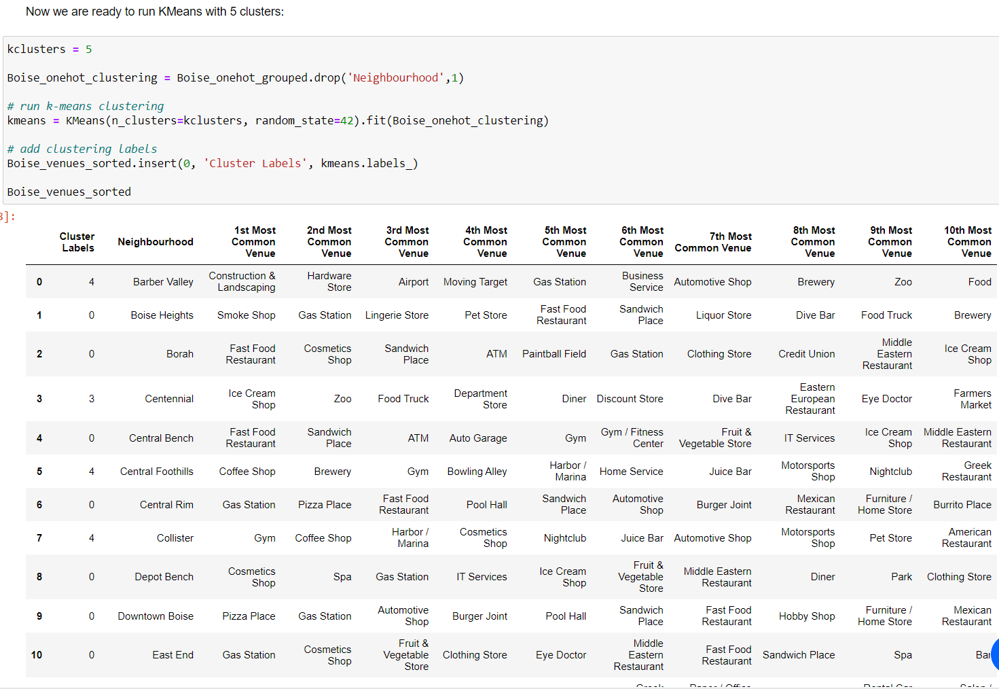 Now we are ready to run KMeans with 5 clusters:
kclusters = 5
Boise_onehot_clustering = Boise_onehot_grouped.drop('Neighbourhood',1)
# run k-means clustering
kmeans = KMeans(n_clusters=kclusters, random_state=42).fit(Boise_onehot_clustering)
# add clustering labels
Boise_venues_sorted.insert(0, 'Cluster Labels', kmeans.labels_)
Boise_venues_sorted
3]:
Cluster Labels Neighbourhood 1st Most Common Venue 2nd Most Common Venue 3rd Most Common Venue 4th Most Common Venue 5th Most Common Venue 6th Most Common Venue 7th Most Common Venue 8th Most Common Venue 9th Most Common Venue 10th Most Common Venue
0 4 Barber Valley Construction & Landscaping Hardware Store Airport Moving Target Gas Station Business Service Automotive Shop Brewery Zoo Food
1 0 Boise Heights Smoke Shop Gas Station Lingerie Store Pet Store Fast Food Restaurant Sandwich Place Liquor Store Dive Bar Food Truck Brewery
2 0 Borah Fast Food Restaurant Cosmetics Shop Sandwich Place ATM Paintball Field Gas Station Clothing Store Credit Union Middle Eastern Restaurant Ice Cream Shop
3 3 Centennial Ice Cream Shop Zoo Food Truck Department Store Diner Discount Store Dive Bar Eastern European Restaurant Eye Doctor Farmers Market
4 0 Central Bench Fast Food Restaurant Sandwich Place ATM Auto Garage Gym Gym / Fitness Center Fruit & Vegetable Store IT Services Ice Cream Shop Middle Eastern Restaurant
5 4 Central Foothills Coffee Shop Brewery Gym Bowling Alley Harbor / Marina Home Service Juice Bar Motorsports Shop Nightclub Greek Restaurant
6 0 Central Rim Gas Station Pizza Place Fast Food Restaurant Pool Hall Sandwich Place Automotive Shop Burger Joint Mexican Restaurant Furniture / Home Store Burrito Place
7 4 Collister Gym Coffee Shop Harbor / Marina Cosmetics Shop Nightclub Juice Bar Automotive Shop Motorsports Shop Pet Store American Restaurant
8 0 Depot Bench Cosmetics Shop Spa Gas Station IT Services Ice Cream Shop Fruit & Vegetable Store Middle Eastern Restaurant Diner Park Clothing Store
9 0 Downtown Boise Pizza Place Gas Station Automotive Shop Burger Joint Pool Hall Sandwich Place Fast Food Restaurant Hobby Shop Furniture / Home Store Mexican Restaurant
10 0 East End Gas Station Cosmetics Shop Fruit & Vegetable Store Clothing Store Eye Doctor Middle Eastern Restaurant Fast Food Restaurant Sandwich Place Spa Bar